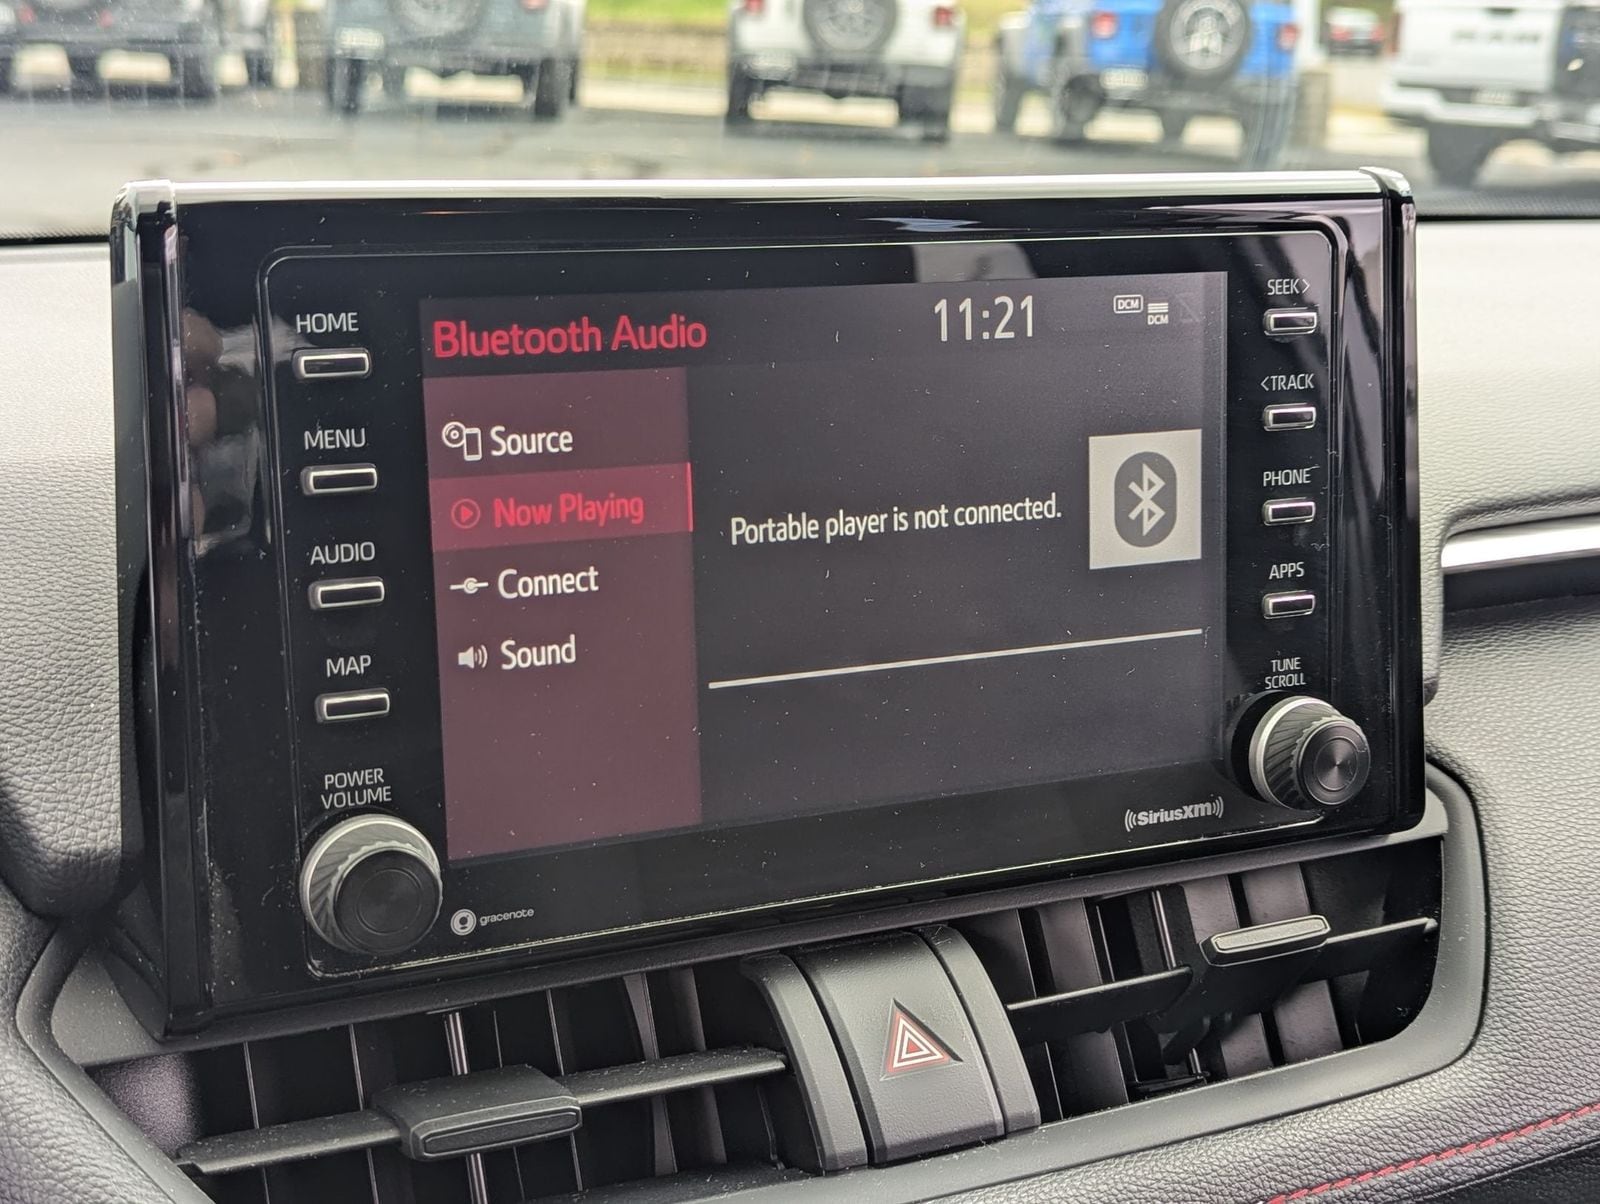 HOME
MENU
AUDIO
MAP
POWER
VOLUME
Bluetooth Audio
11:21
DCM
DCM
Source
Now Playing
Connect
Sound
Portable player is not connected.
SEEK>
<TRACK
PHONE
APPS
TUNE
SCROLL
gracenote
SiriusXM